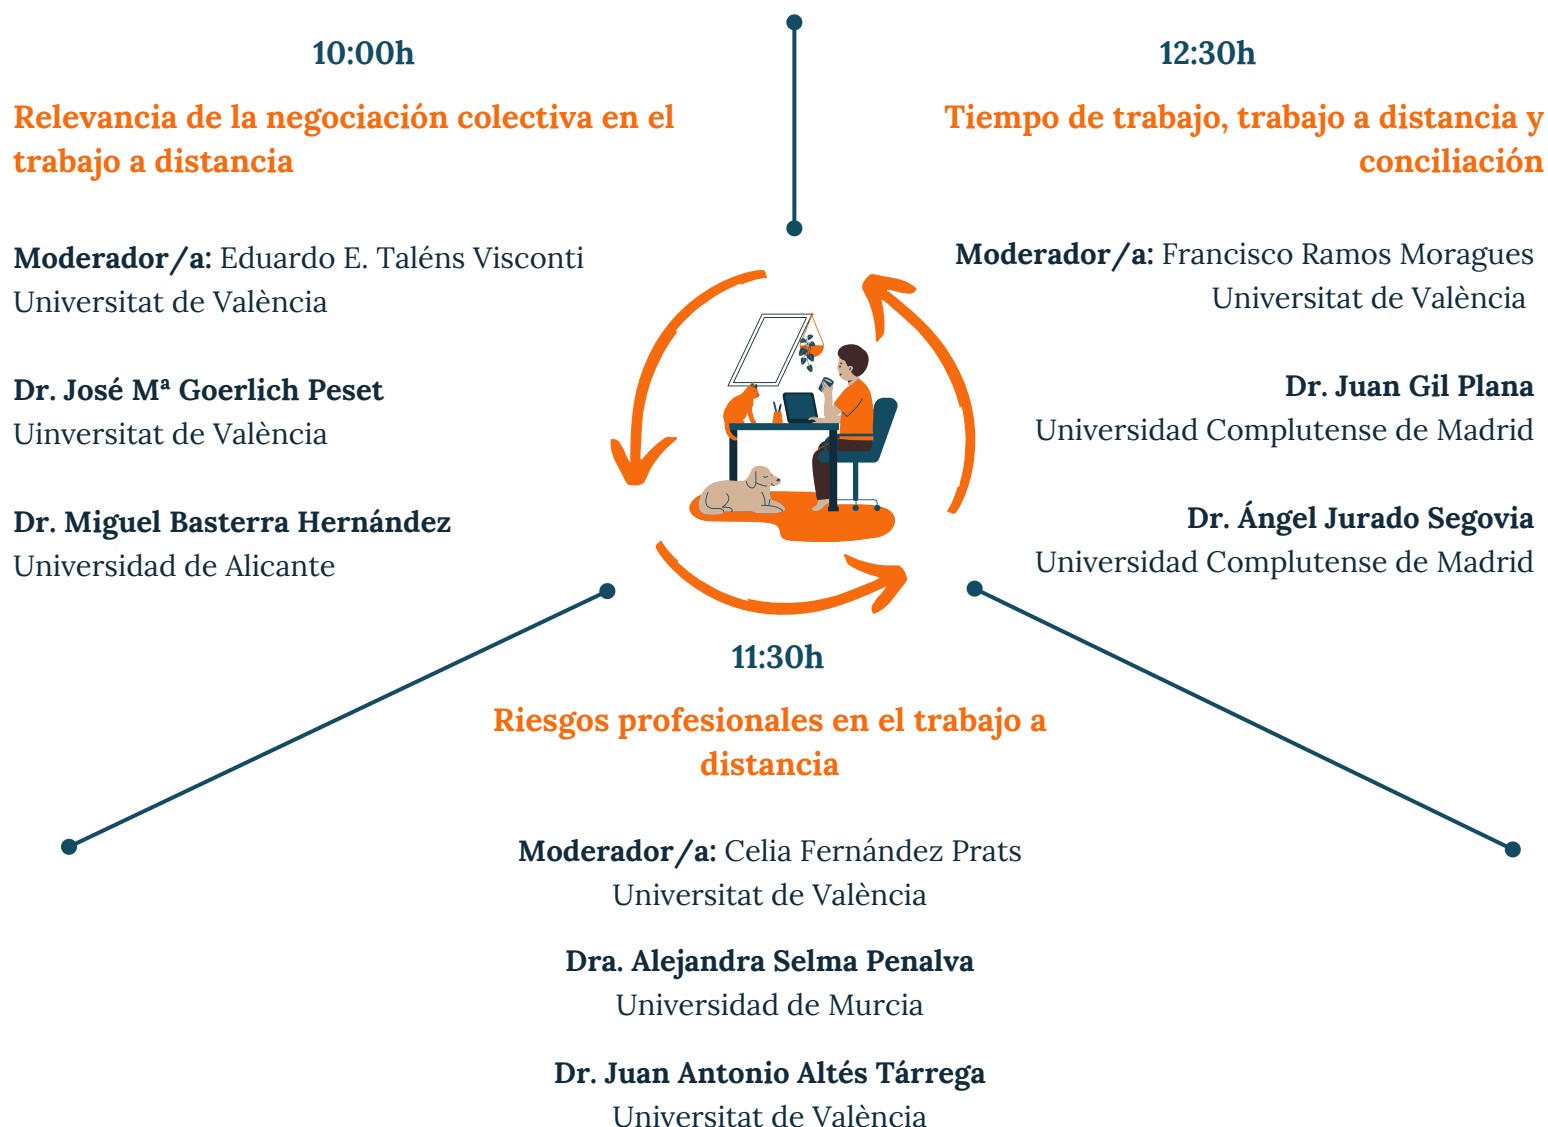 10:00h
Relevancia de la negociación colectiva en el
trabajo a distancia
Moderador/a: Eduardo E. Taléns Visconti
Universitat de València
Dr. José Mª Goerlich Peset
Uinversitat de València
Dr. Miguel Basterra Hernández
Universidad de Alicante
11:30h
Riesgos profesionales en el trabajo a
distancia
Moderador/a: Celia Fernández Prats
Universitat de València
Dra. Alejandra Selma Penalva
Universidad de Murcia
Dr. Juan Antonio Altés Tárrega
Universitat de València
12:30h
Tiempo de trabajo, trabajo a distancia y
conciliación
Moderador/a: Francisco Ramos Moragues
Universitat de València
Dr. Juan Gil Plana
Universidad Complutense de Madrid
Dr. Ángel Jurado Segovia
Universidad Complutense de Madrid